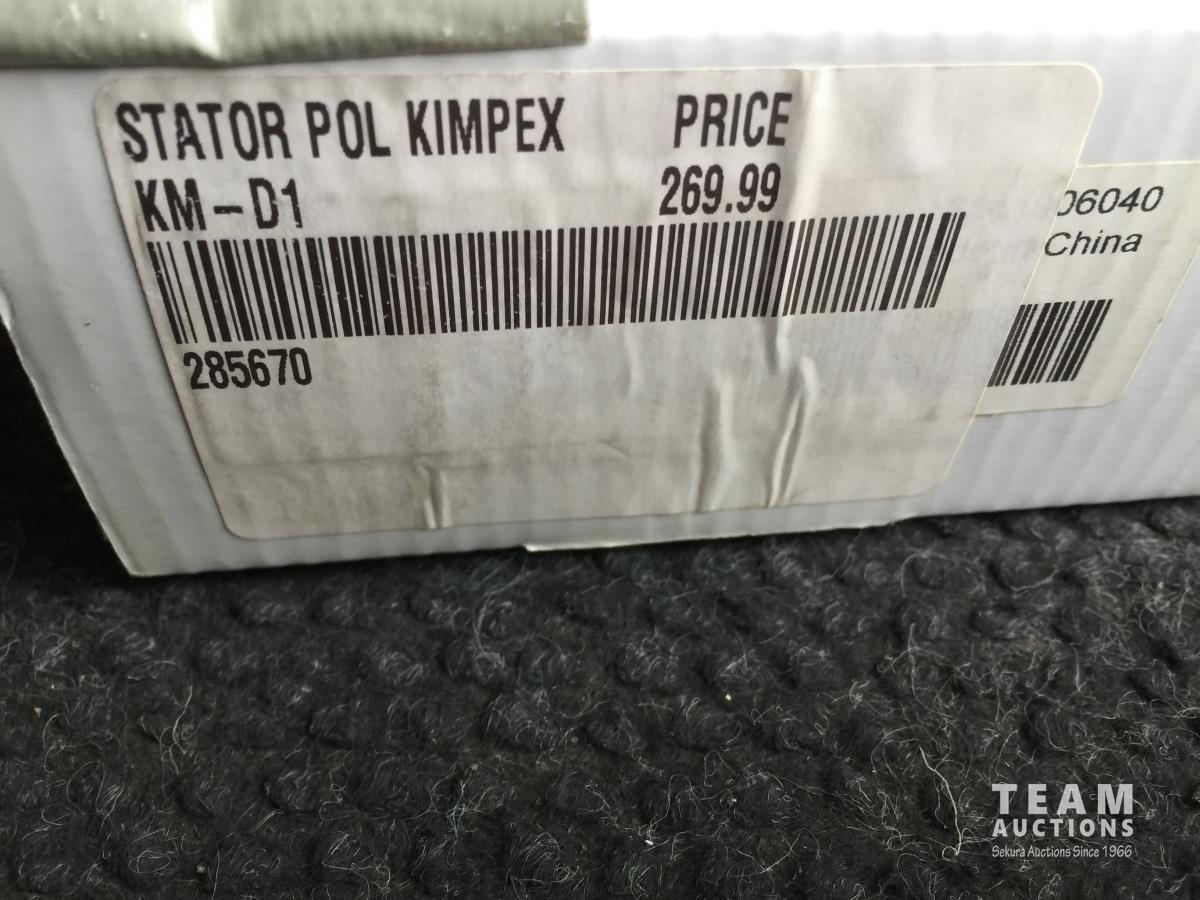 STATOR POL KIMPEX PRICE
KM-D1 269.99
285670
06040
China
TEAM
AUCTIONS
Sekura Auctions Since 1966